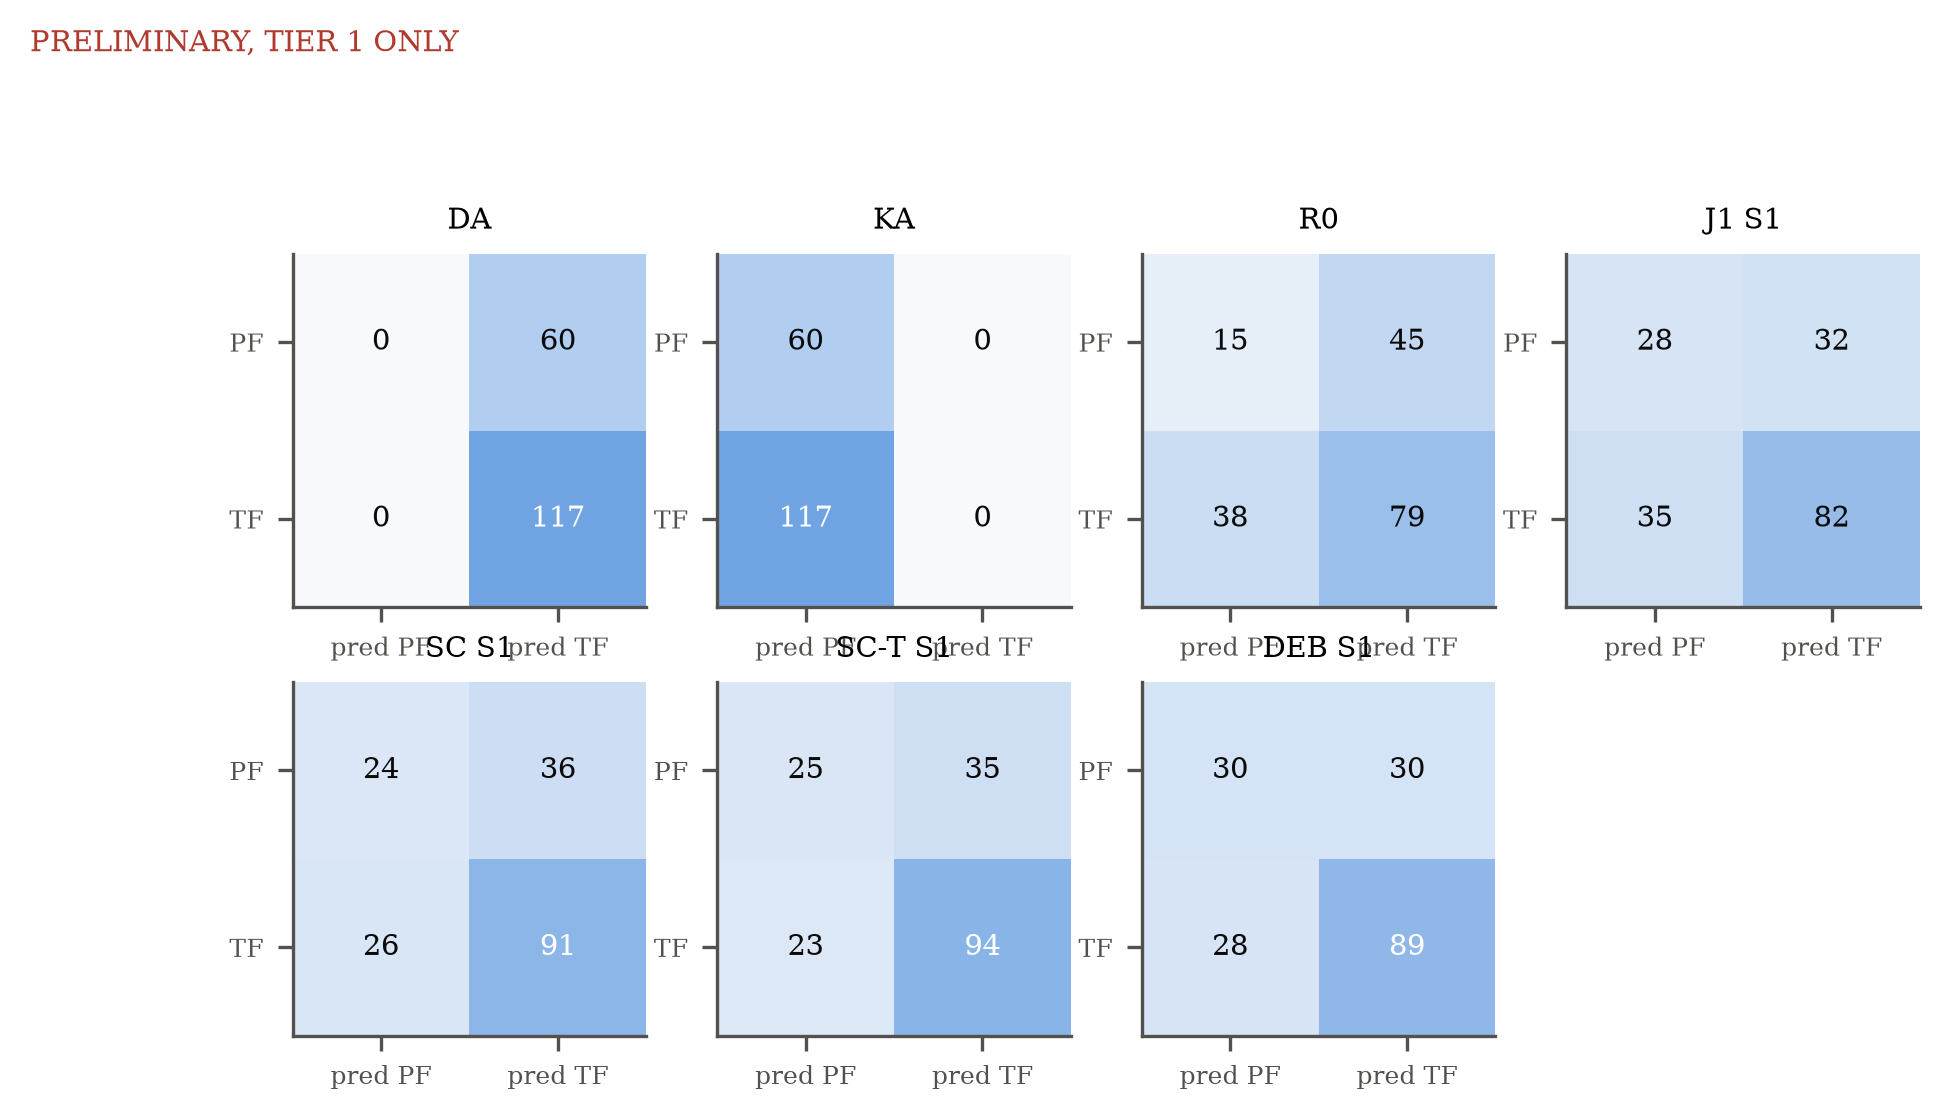 PRELIMINARY, TIER 1 ONLY
DA
KA
R0
J1 S1
PF
0
60
PF
60
0
PF
15
45
PF
28
32
TF
0
117
TF
117
0
TF
38
79
TF
35
82
pred PF
pred TF
pred PF
pred TF
pred PF
pred TF
pred PF
pred TF
SC S1
SC-T S1
DEB S1
PF
24
36
PF
25
35
PF
30
30
TF
26
91
TF
23
94
TF
28
89
pred PF
pred TF
pred PF
pred TF
pred PF
pred TF